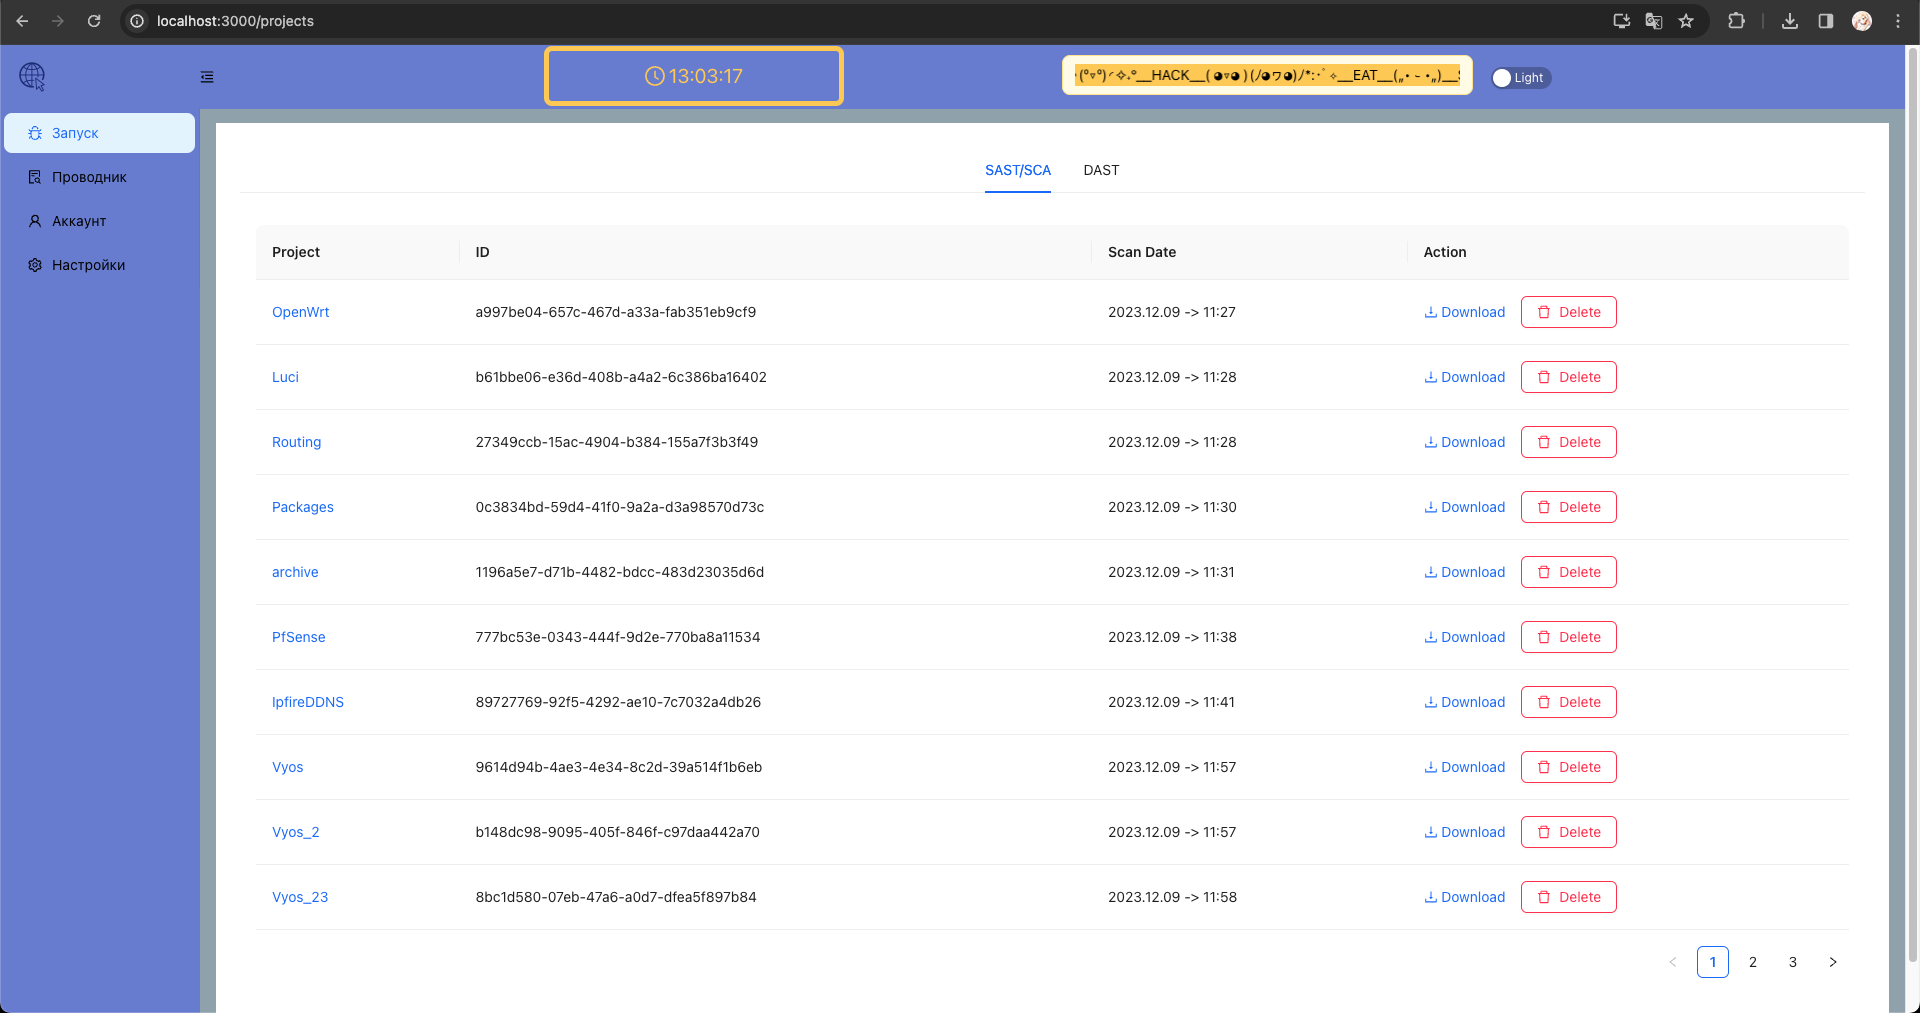 localhost:3000/projects
13:03:17
(°▿°)◜✧˖°__HACK__( ◕▿◕ ) (ﾉ◕ヮ◕)ﾉ*:･ﾟ✧__EAT__(„• ֊ •„)__
Light
Запуск
Проводник
Аккаунт
Настройки
SAST/SCA DAST
Project ID Scan Date Action
OpenWrt a997be04-657c-467d-a33a-fab351eb9cf9 2023.12.09 -> 11:27 Download Delete
Luci b61bbe06-e36d-408b-a4a2-6c386ba16402 2023.12.09 -> 11:28 Download Delete
Routing 27349ccb-15ac-4904-b384-155a7f3b3f49 2023.12.09 -> 11:28 Download Delete
Packages 0c3834bd-59d4-41f0-9a2a-d3a98570d73c 2023.12.09 -> 11:30 Download Delete
archive 1196a5e7-d71b-4482-bdcc-483d23035d6d 2023.12.09 -> 11:31 Download Delete
PfSense 777bc53e-0343-444f-9d2e-770ba8a11534 2023.12.09 -> 11:38 Download Delete
IpfireDDNS 89727769-92f5-4292-ae10-7c7032a4db26 2023.12.09 -> 11:41 Download Delete
Vyos 9614d94b-4ae3-4e34-8c2d-39a514f1b6eb 2023.12.09 -> 11:57 Download Delete
Vyos_2 b148dc98-9095-405f-846f-c97daa442a70 2023.12.09 -> 11:57 Download Delete
Vyos_23 8bc1d580-07eb-47a6-a0d7-dfea5f897b84 2023.12.09 -> 11:58 Download Delete
< 1 2 3 >